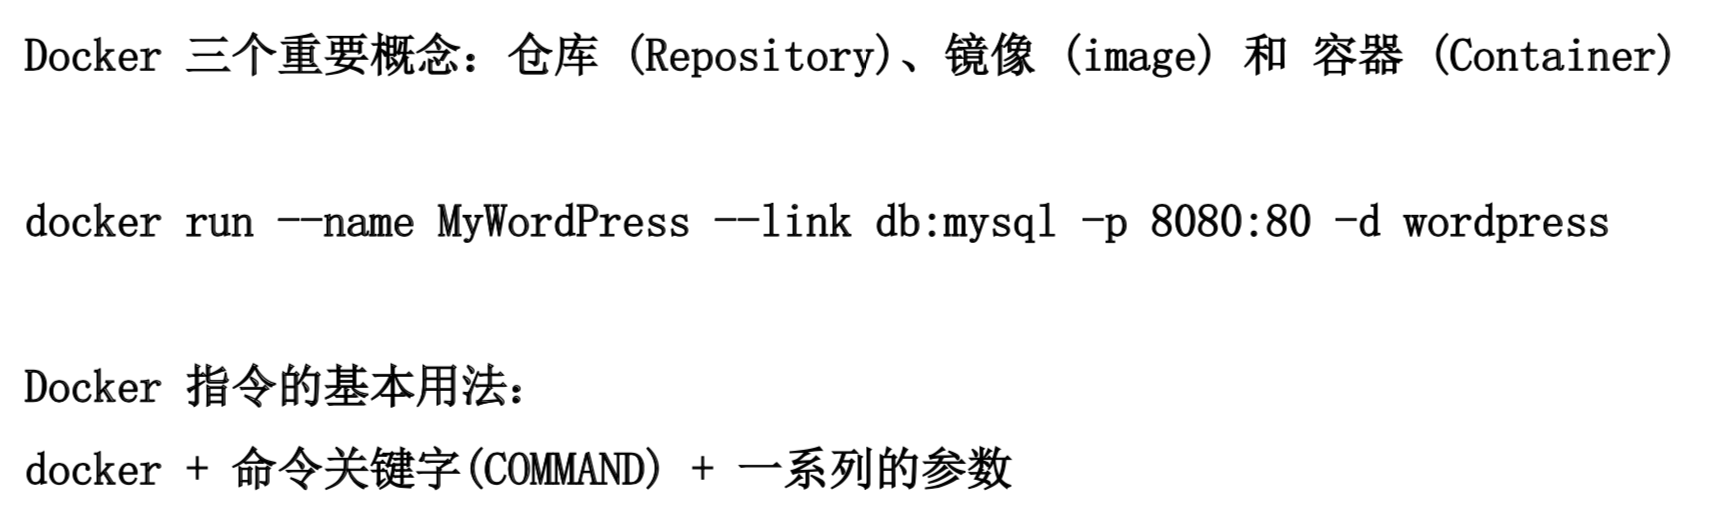 Docker 三个重要概念：仓库 (Repository)、镜像 (image) 和 容器 (Container)
docker run --name MyWordPress --link db:mysql -p 8080:80 -d wordpress
Docker 指令的基本用法：
docker + 命令关键字(COMMAND) + 一系列的参数